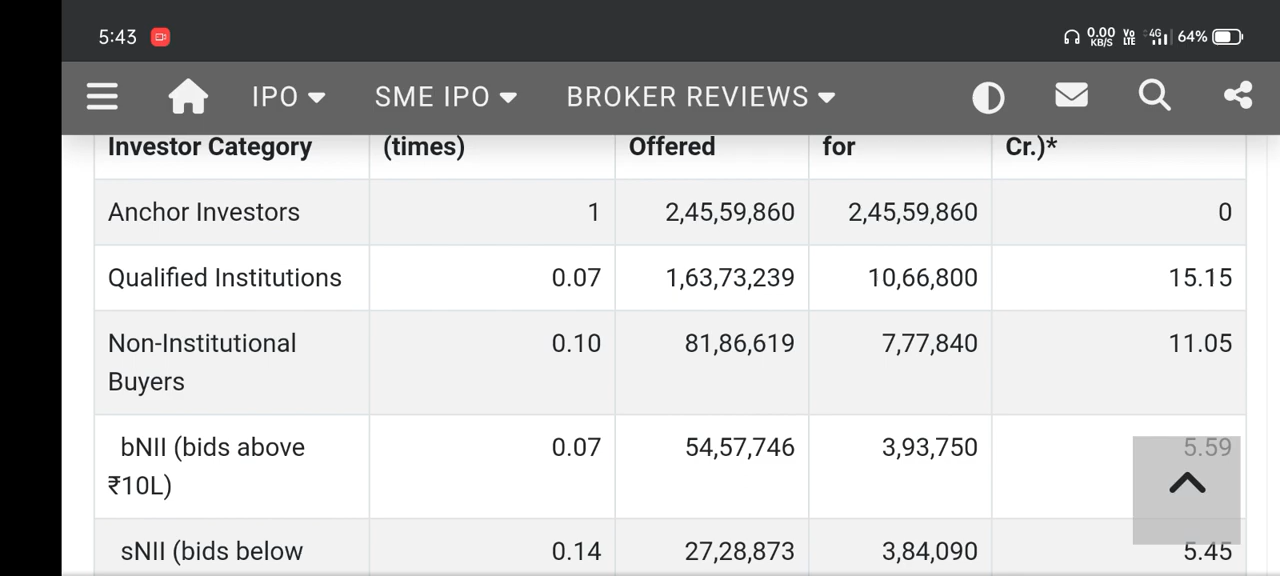 5:43 0.00 KB/S Vo LTE 4G 64%
IPO SME IPO BROKER REVIEWS
Investor Category (times) Offered for Cr.)*
Anchor Investors 1 2,45,59,860 2,45,59,860 0
Qualified Institutions 0.07 1,63,73,239 10,66,800 15.15
Non-Institutional 0.10 81,86,619 7,77,840 11.05
Buyers
bNII (bids above 0.07 54,57,746 3,93,750 5.59
₹10L)
sNII (bids below 0.14 27,28,873 3,84,090 5.45